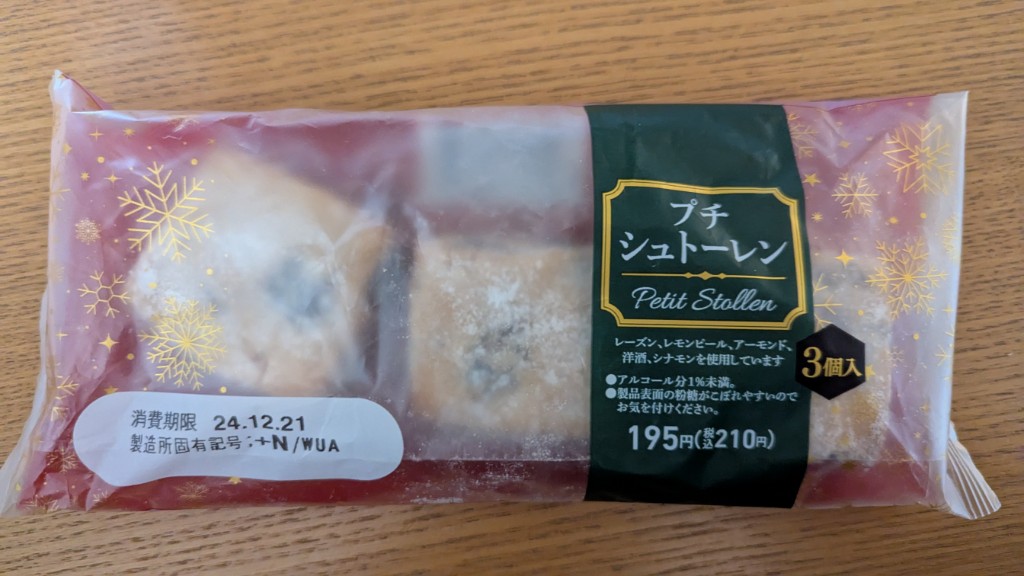 プチ
シュトーレン
Petit Stollen
レーズン、レモンピール、アーモンド、
洋酒、シナモンを使用しています
●アルコール分1%未満。
●製品表面の粉糖がこぼれやすいので
お気を付けください。
195円(税込210円)
3個入
消費期限 24.12.21
製造所固有記号:+N/WUA